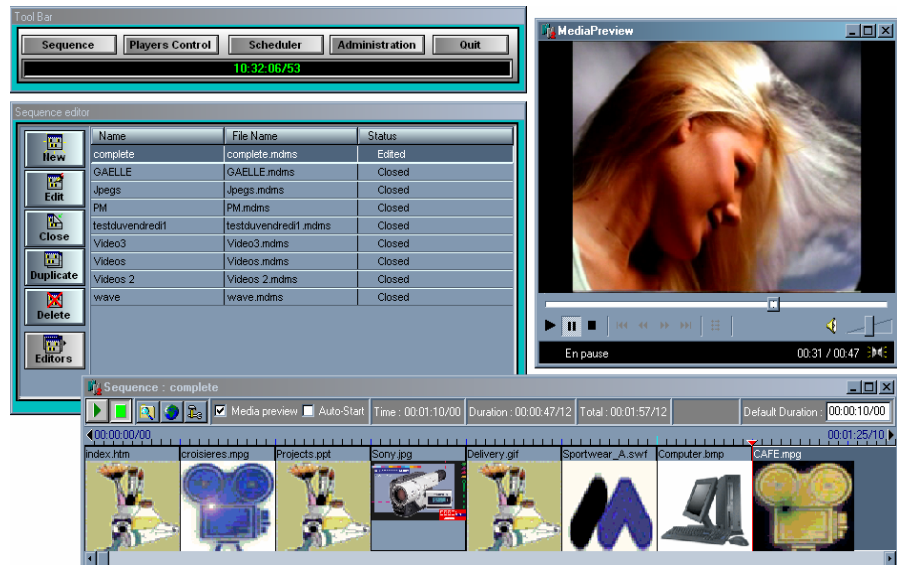 Tool Bar
Sequence Players Control Scheduler Administration Quit
10:32:06/53
MediaPreview
Sequence editor
Name File Name Status
complete complete.mdms Edited
GAELLE GAELLE.mdms Closed
Jpegs Jpegs.mdms Closed
PM PM.mdms Closed
testduvendredi1 testduvendredi1.mdms Closed
Video3 Video3.mdms Closed
Videos Videos.mdms Closed
Videos 2 Videos 2.mdms Closed
wave wave.mdms Closed
New
Edit
Close
Duplicate
Delete
Editors
En pause 00:31 / 00:47
Sequence : complete
Media preview Auto-Start Time : 00:01:10/00 Duration : 00:00:47/12 Total : 00:01:57/12 Default Duration : 00:00:10/00
00:00:00/00 00:01:25/10
index.htm croisieres.mpg Projects.ppt Sony.jpg Delivery.gif Sportwear_A.swf Computer.bmp CAFE.mpg